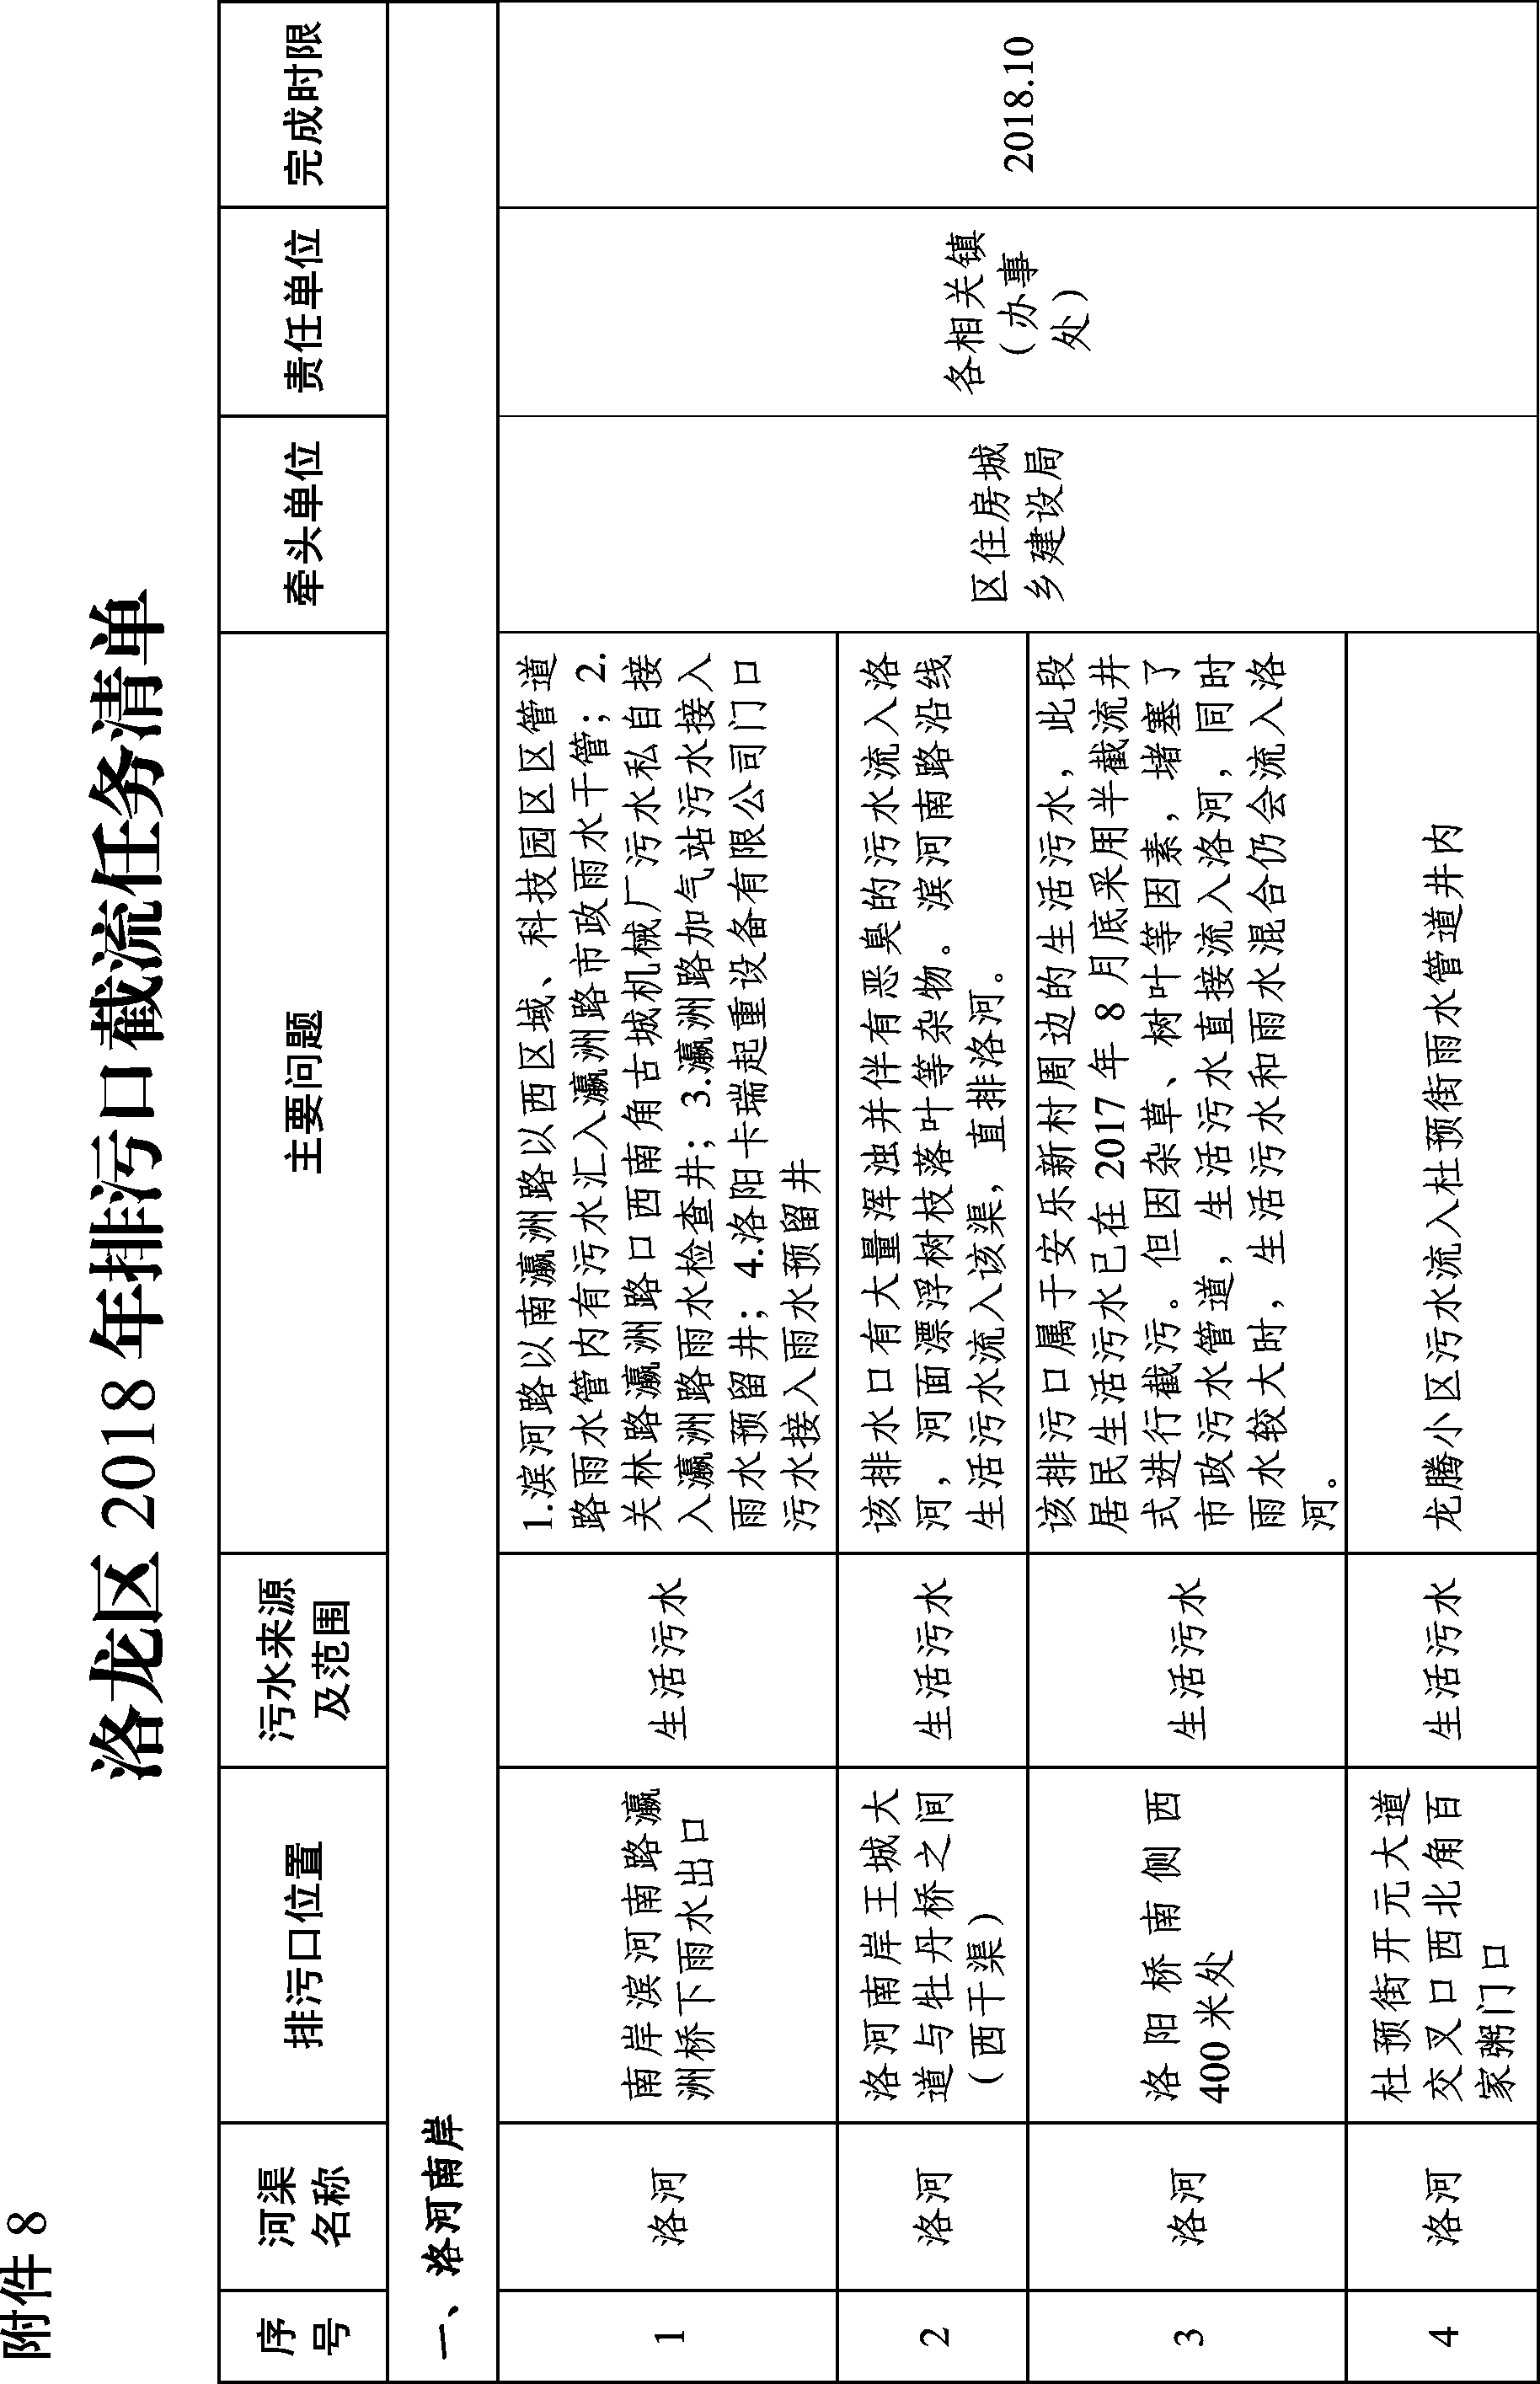 附件 8
洛龙区 2018 年排污口截流任务清单
序
号
河渠
名称
排污口位置
污水来源
及范围
主要问题
牵头单位
责任单位
完成时限
一、洛河南岸
1
洛河
南岸滨河南路瀛
洲桥下雨水出口
生活污水
1.滨河路以南瀛洲路以西区域、科技园区区管道
路雨水管内有污水汇入瀛洲路市政雨水干管；2.
关林路瀛洲路口西南角古城机械厂污水私自接
入瀛洲路雨水检查井；3.瀛洲路加气站污水接入
雨水预留井；4.洛阳卡瑞起重设备有限公司门口
污水接入雨水预留井
区住房城
乡建设局
各相关镇
（办事
处）
2018.10
2
洛河
洛河南岸王城大
道与牡丹桥之间
（西干渠）
生活污水
该排水口有大量浑浊并伴有恶臭的污水流入洛
河，河面漂浮树枝落叶等杂物。滨河南路沿线
生活污水流入该渠，直排洛河。
3
洛河
洛阳桥南侧西
400 米处
生活污水
该排污口属于安乐新村周边的生活污水，此段
居民生活污水已在 2017 年 8 月底采用半截流井
式进行截污。但因杂草、树叶等因素，堵塞了
市政污水管道，生活污水直接流入洛河，同时
雨水较大时，生活污水和雨水混合仍会流入洛
河。
4
洛河
杜预街开元大道
交叉口西北角百
家粥门口
生活污水
龙腾小区污水流入杜预街雨水管道井内